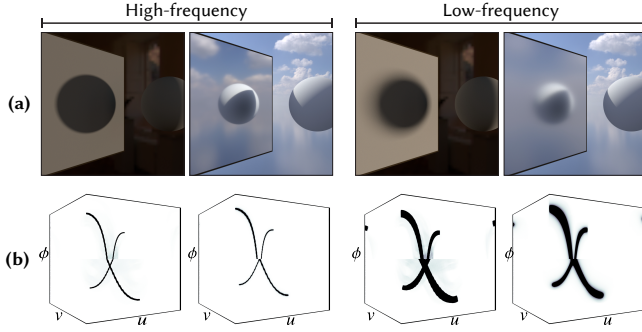 High-frequency Low-frequency
(a)
(b) ϕ ϕ ϕ ϕ
v u v u